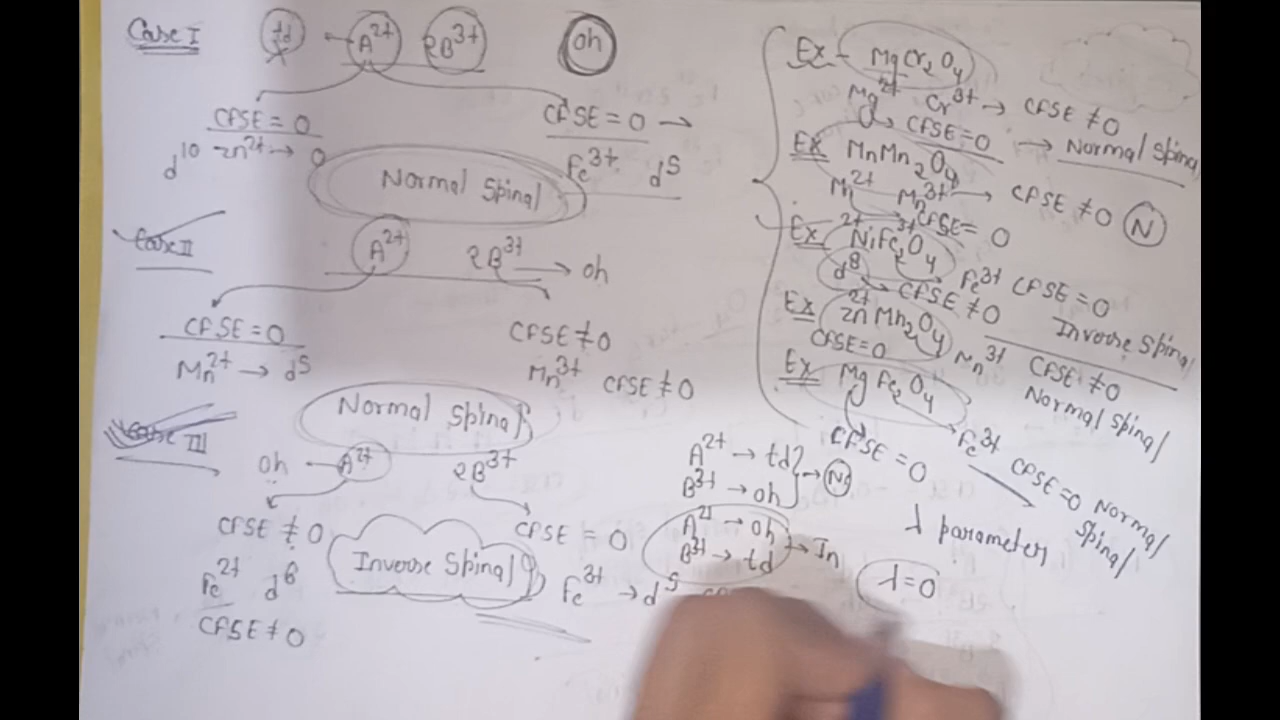 Case I
td A²⁺ 2B³⁺ oh
CFSE = 0 CFSE = 0 →
d¹⁰ Zn²⁺ → 0 Fe³⁺ d⁵
Normal Spinal
Case II
A²⁺ 2B³⁺ → oh
CFSE = 0 CFSE ≠ 0
Mn²⁺ → d⁵ Mn³⁺ CFSE ≠ 0
Normal Spinal
Case III
Oh ← A²⁺ 2B³⁺
CFSE ≠ 0 CFSE = 0
Inverse Spinal
Fe²⁺ d⁶ Fe³⁺ → d⁵
CFSE ≠ 0
Ex - MgCr₂O₄
Mg²⁺ Cr³⁺ → CFSE ≠ 0
CFSE = 0 → Normal Spinal
Ex MnMn₂O₄
Mn²⁺ Mn³⁺ → CFSE ≠ 0 N
CFSE = 0
Ex NiFe₂O₄ 2+ 3+
d⁸ Fe³⁺ CFSE = 0
CFSE ≠ 0 Inverse Spinal
Ex ZnMn₂O₄ 2+
CFSE = 0 Mn³⁺ CFSE ≠ 0
Normal Spinal
Ex MgFe₂O₄
CFSE = 0 Fe³⁺ CFSE = 0 Normal Spinal
A²⁺ → td
B³⁺ → oh → N
A²⁺ → oh
B³⁺ → td → In
λ parameter
λ = 0